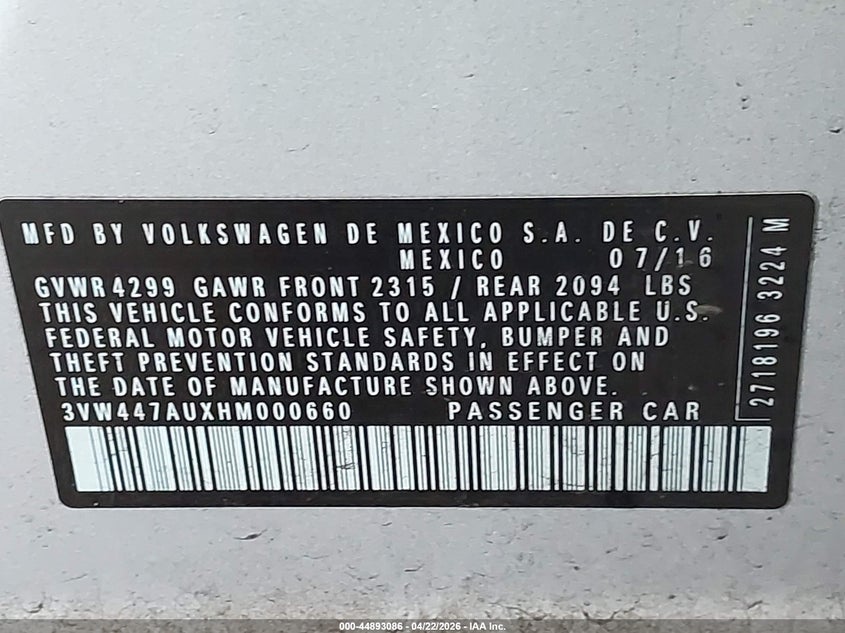 MFD BY VOLKSWAGEN DE MEXICO S.A. DE C.V.
MEXICO 07/16
GVWR 4299 GAWR FRONT 2315 / REAR 2094 LBS
THIS VEHICLE CONFORMS TO ALL APPLICABLE U.S.
FEDERAL MOTOR VEHICLE SAFETY, BUMPER AND
THEFT PREVENTION STANDARDS IN EFFECT ON
THE DATE OF MANUFACTURE SHOWN ABOVE.
3VW447AUXHM000660 PASSENGER CAR
2718196 3224 M
000-44893086 - 04/22/2026 - IAA Inc.